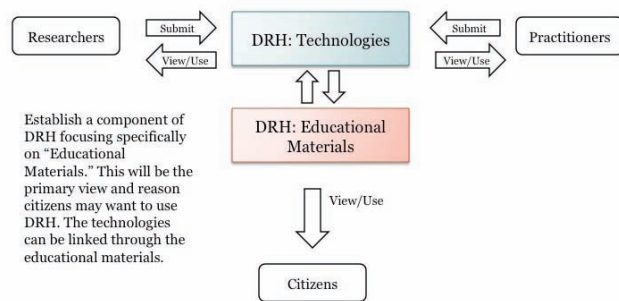 Submit
Submit
Researchers
DRH: Technologies
Practitioners
View/Use
View/Use
DRH: Educational
Materials
Establish a component of
DRH focusing specifically
on “Educational
Materials.” This will be the
primary view and reason
citizens may want to use
DRH. The technologies
can be linked through the
educational materials.
View/Use
Citizens